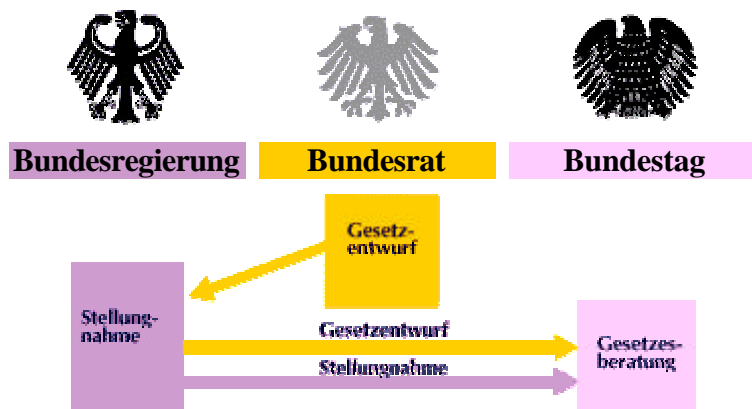 Bundesregierung
Bundesrat
Bundestag
Gesetz-
entwurf
Stellung-
nahme
Gesetzentwurf
Stellungnahme
Gesetzes-
beratung